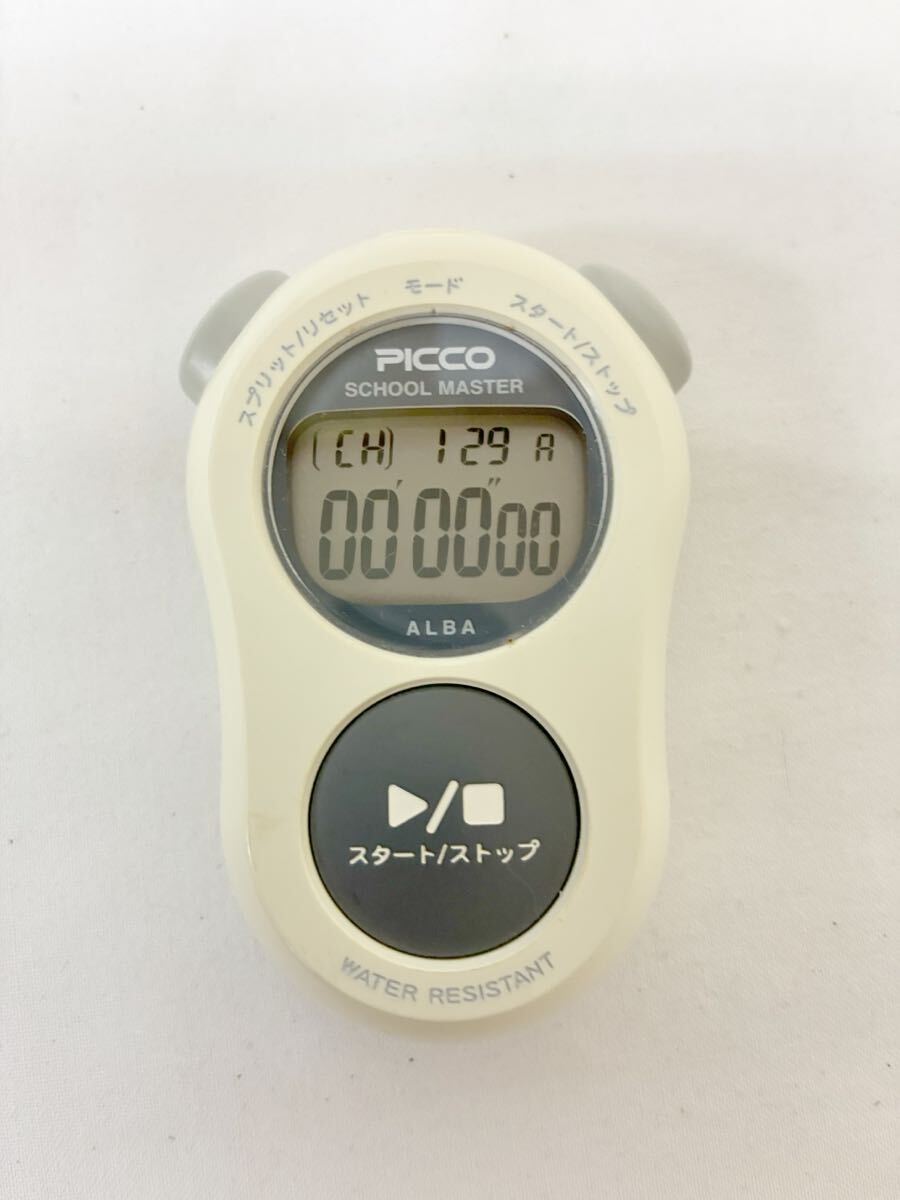 スプリット/リセット
モード
スタート/ストップ
PICCO
SCHOOL MASTER
(CH) 1 29 A
00'00"00
ALBA
スタート/ストップ
WATER RESISTANT